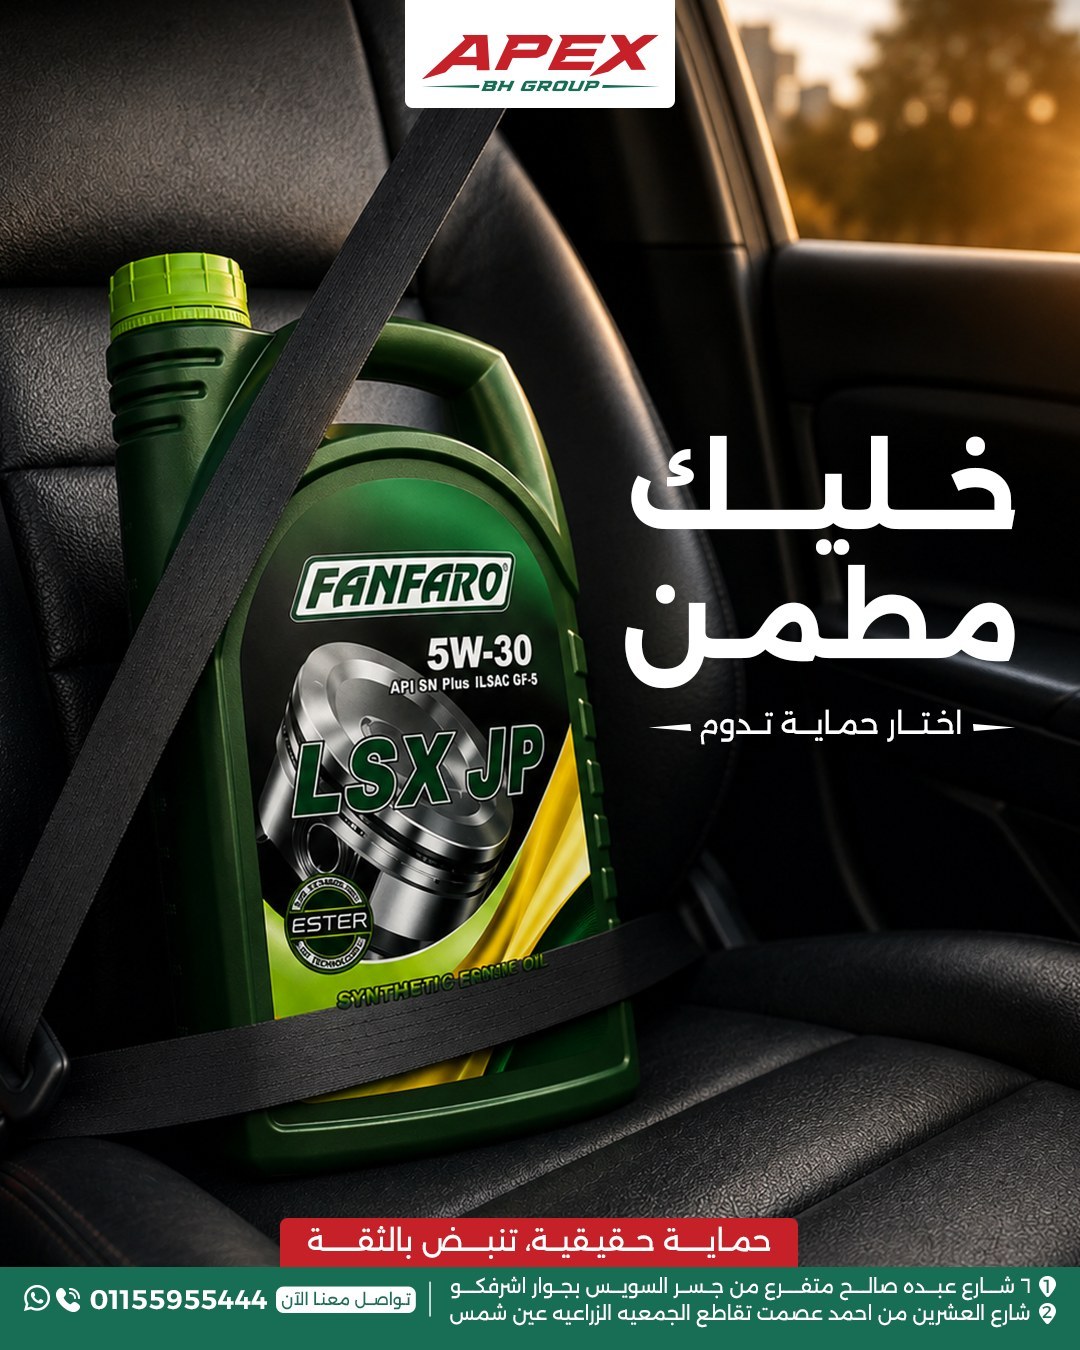 APEX
BH GROUP
خليك
مطمن
اختار حماية تدوم
FANFARO
5W-30
API SN Plus ILSAC GF-5
LSX JP
ESTER
SYNTHETIC ENGINE OIL
حماية حقيقية، تنبض بالثقة
1 ٦ شارع عبده صالح متفرع من جسر السويس بجوار اشرفكو
2 شارع العشرين من احمد عصمت تقاطع الجمعيه الزراعيه عين شمس
تواصل معنا الآن 01155955444